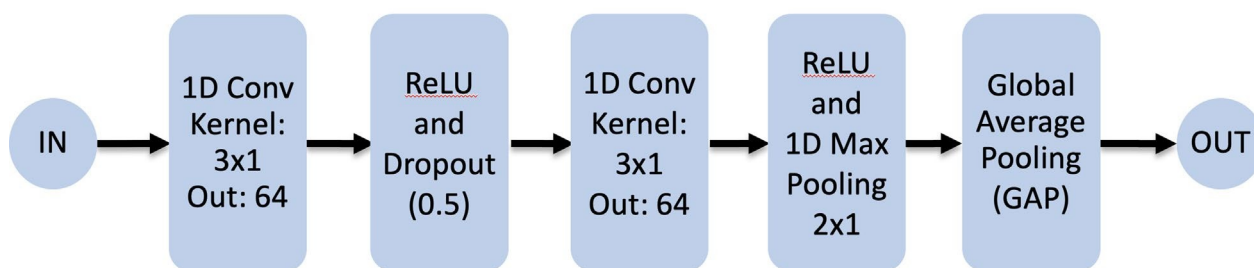 IN
1D Conv
Kernel:
3x1
Out: 64
ReLU
and
Dropout
(0.5)
1D Conv
Kernel:
3x1
Out: 64
ReLU
and
1D Max
Pooling
2x1
Global
Average
Pooling
(GAP)
OUT